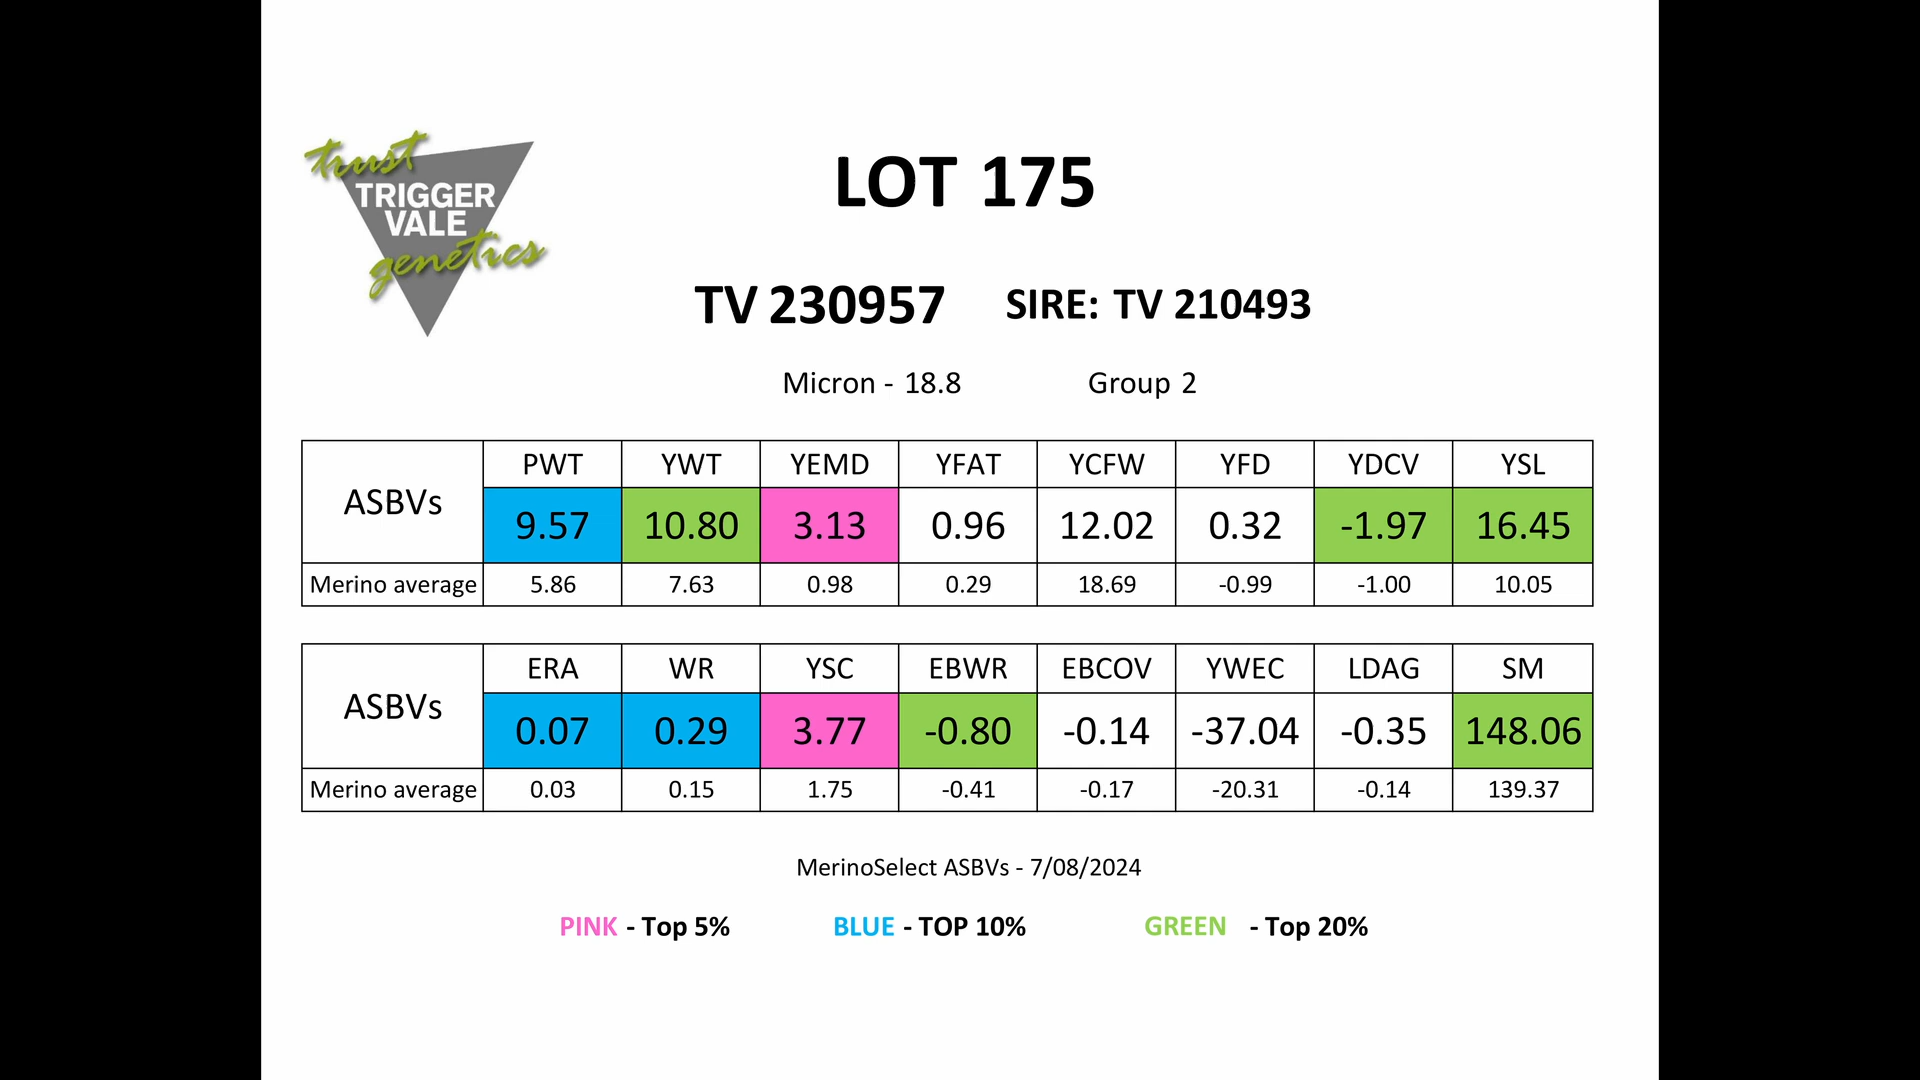 trust
TRIGGER
VALE
genetics
LOT 175
TV 230957 SIRE: TV 210493
Micron - 18.8 Group 2
ASBVs PWT YWT YEMD YFAT YCFW YFD YDCV YSL
9.57 10.80 3.13 0.96 12.02 0.32 -1.97 16.45
Merino average 5.86 7.63 0.98 0.29 18.69 -0.99 -1.00 10.05
ASBVs ERA WR YSC EBWR EBCOV YWEC LDAG SM
0.07 0.29 3.77 -0.80 -0.14 -37.04 -0.35 148.06
Merino average 0.03 0.15 1.75 -0.41 -0.17 -20.31 -0.14 139.37
MerinoSelect ASBVs - 7/08/2024
PINK - Top 5% BLUE - TOP 10% GREEN - Top 20%